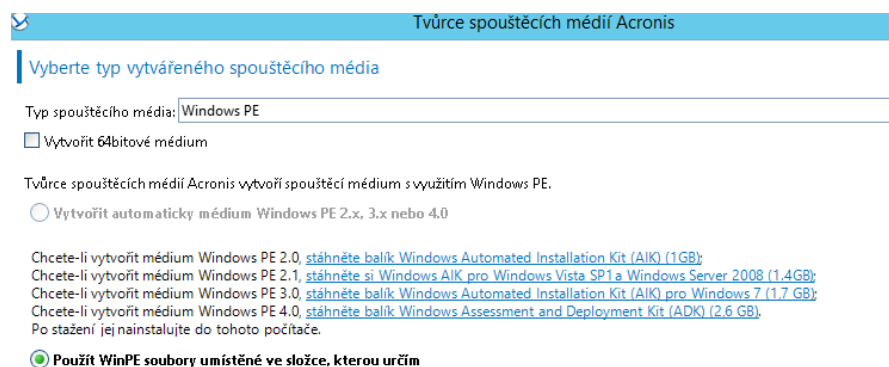 Tvůrce spouštěcích médií Acronis
Vyberte typ vytvářeného spouštěcího média
Typ spouštěcího média: Windows PE
Vytvořit 64bitové médium
Tvůrce spouštěcích médií Acronis vytvoří spouštěcí médium s využitím Windows PE.
Vytvořit automaticky médium Windows PE 2.x, 3.x nebo 4.0
Chcete-li vytvořit médium Windows PE 2.0, stáhněte balík Windows Automated Installation Kit (AIK) (1GB);
Chcete-li vytvořit médium Windows PE 2.1, stáhněte si Windows AIK pro Windows Vista SP1 a Windows Server 2008 (1.4GB);
Chcete-li vytvořit médium Windows PE 3.0, stáhněte balík Windows Automated Installation Kit (AIK) pro Windows 7 (1,7 GB);
Chcete-li vytvořit médium Windows PE 4.0, stáhněte balík Windows Assessment and Deployment Kit (ADK) (2.6 GB).
Po stažení jej nainstalujte do tohoto počítače.
Použít WinPE soubory umístěné ve složce, kterou určím